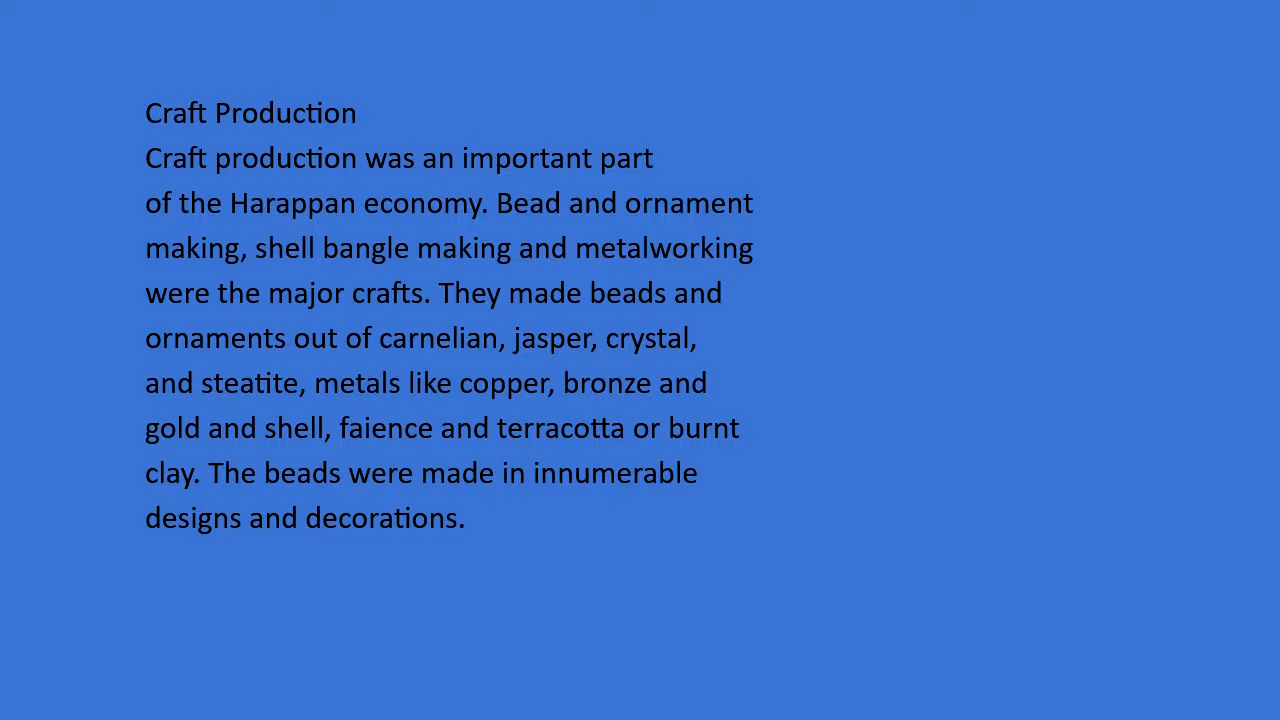 Craft Production
Craft production was an important part
of the Harappan economy. Bead and ornament
making, shell bangle making and metalworking
were the major crafts. They made beads and
ornaments out of carnelian, jasper, crystal,
and steatite, metals like copper, bronze and
gold and shell, faience and terracotta or burnt
clay. The beads were made in innumerable
designs and decorations.